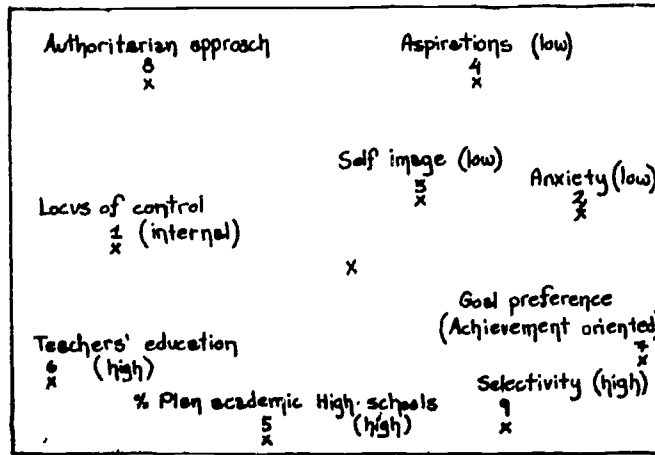 Authoritarian approach
8
x
Aspirations (low)
4
x
Self image (low)
3
x
Anxiety (low)
2
x
Locus of control
1 (internal)
x
x
Goal preference
(Achievement oriented)
7
x
Teachers' education
6 (high)
x
Selectivity (high)
9
x
% Plan academic High-schools
5 (high)
x